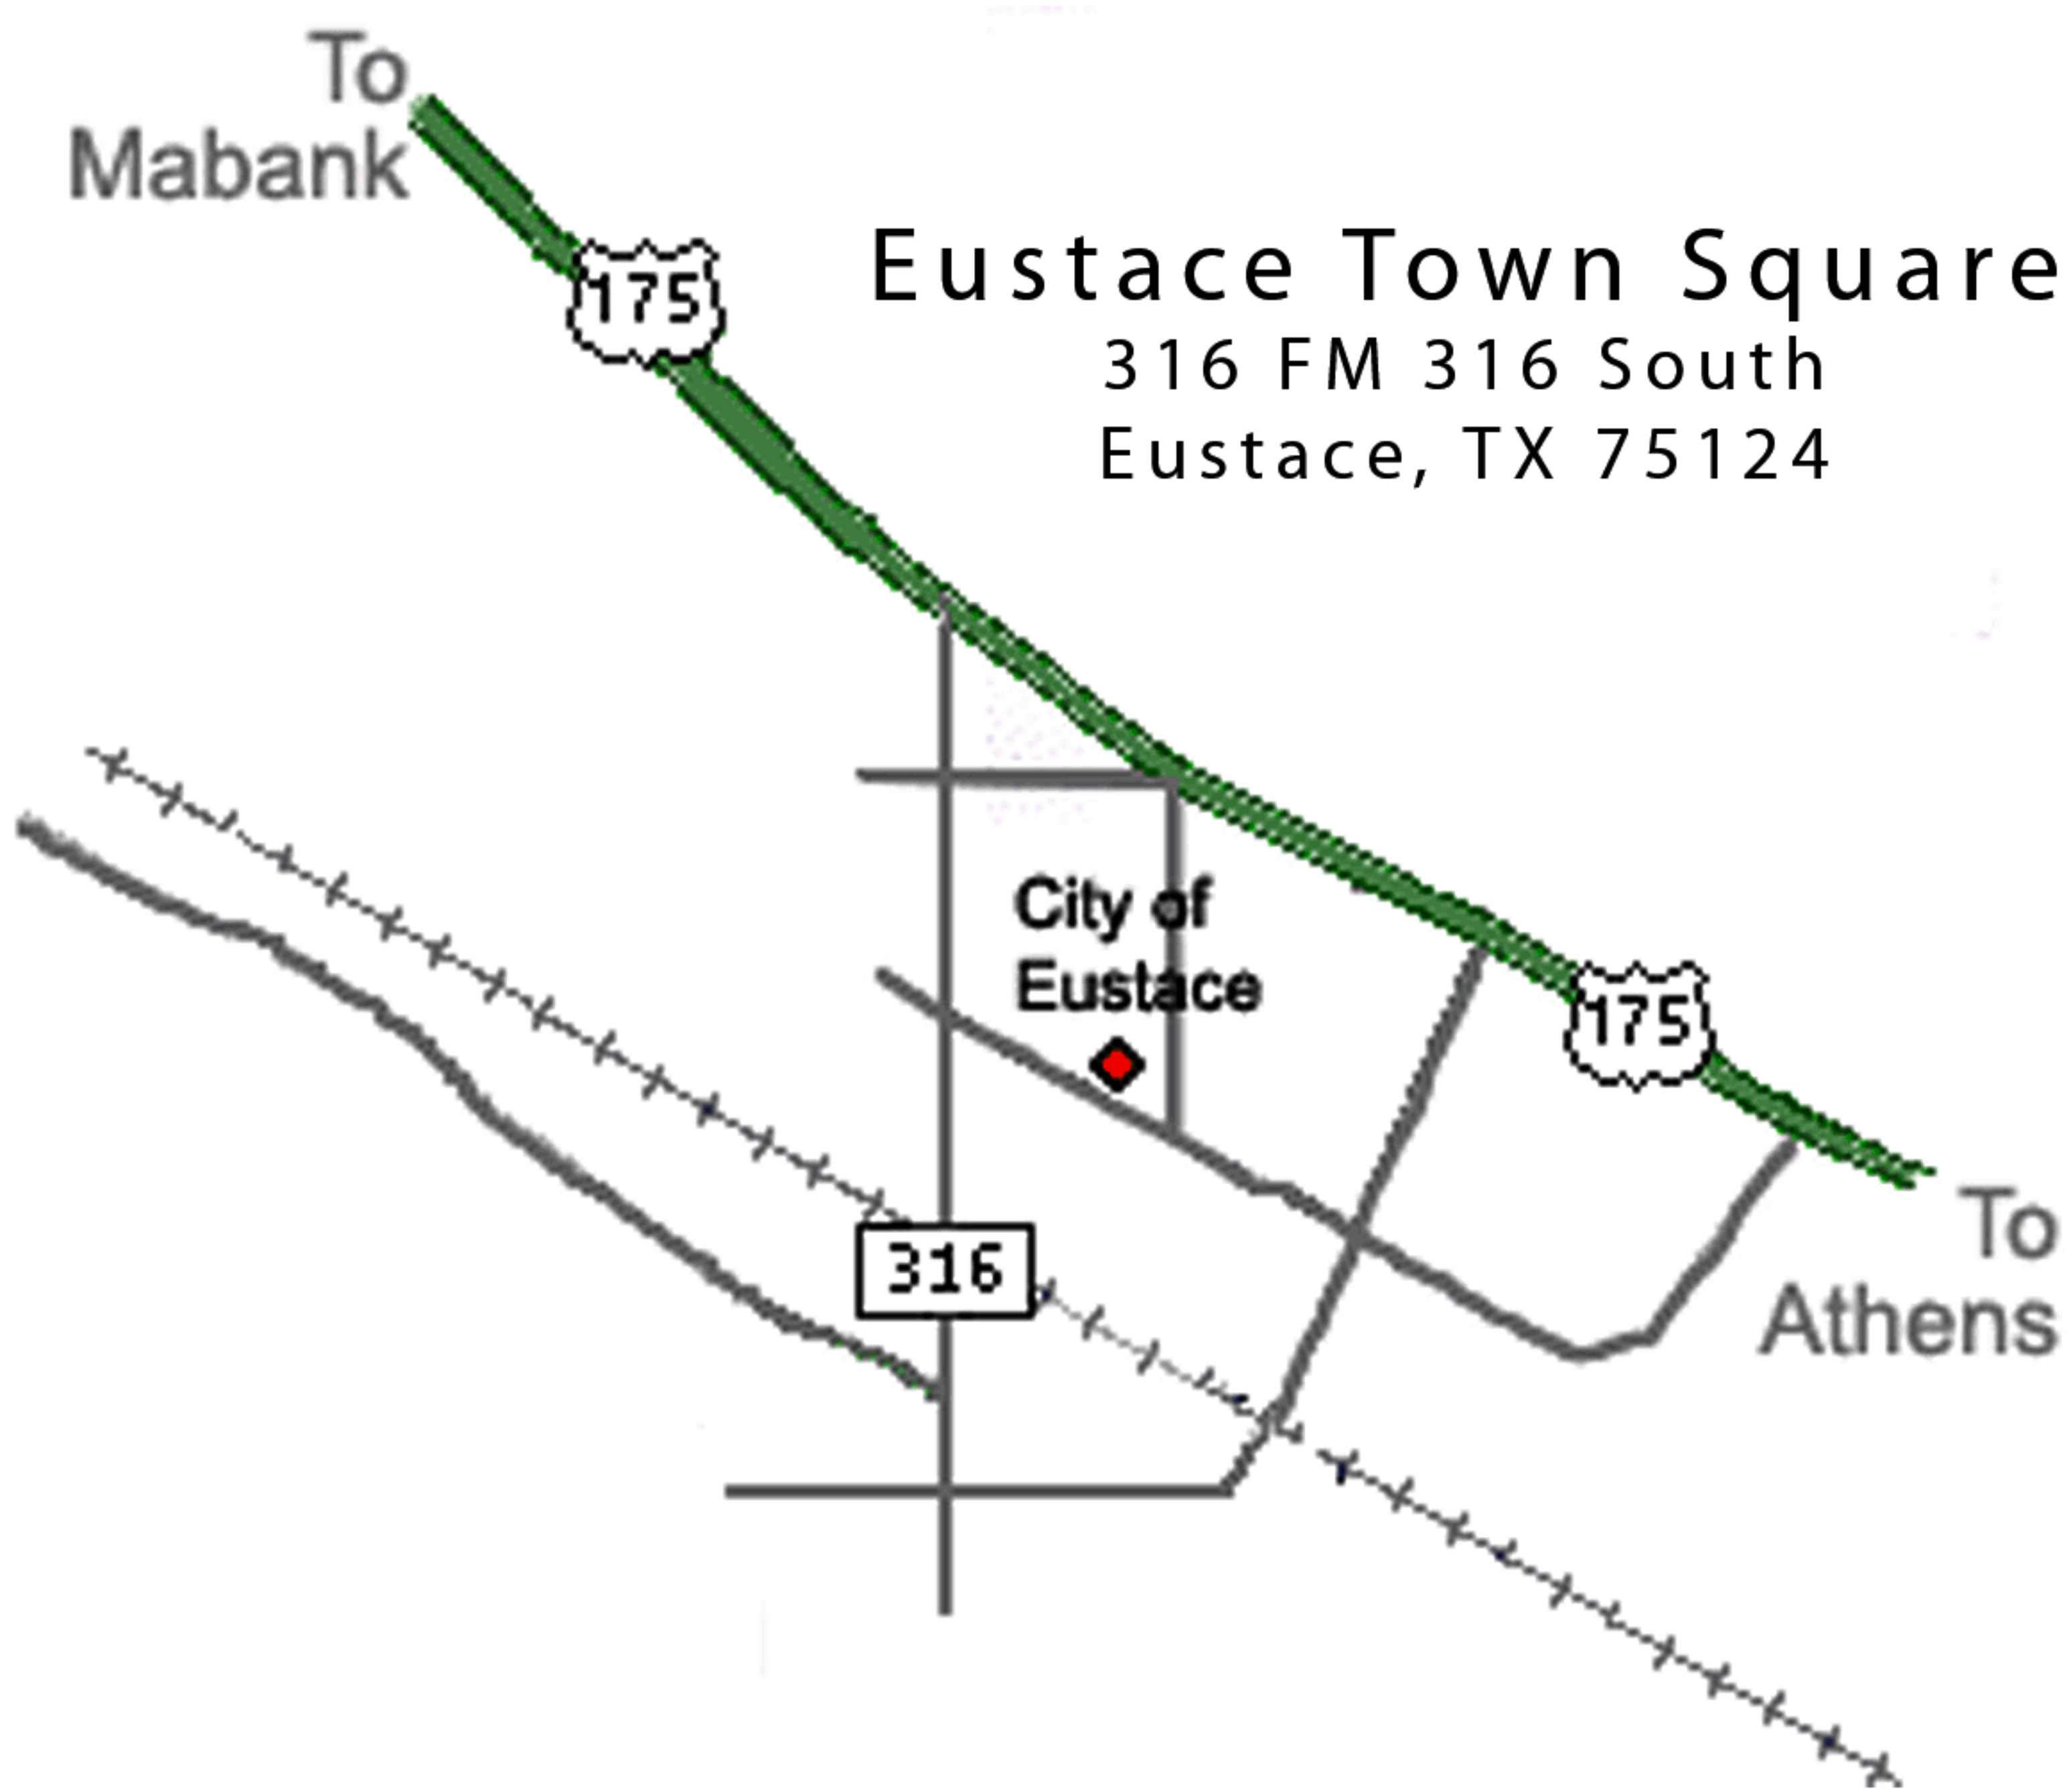 To
Mabank
175
Eustace Town Square
316 FM 316 South
Eustace, TX 75124
City of
Eustace
175
To
Athens
316